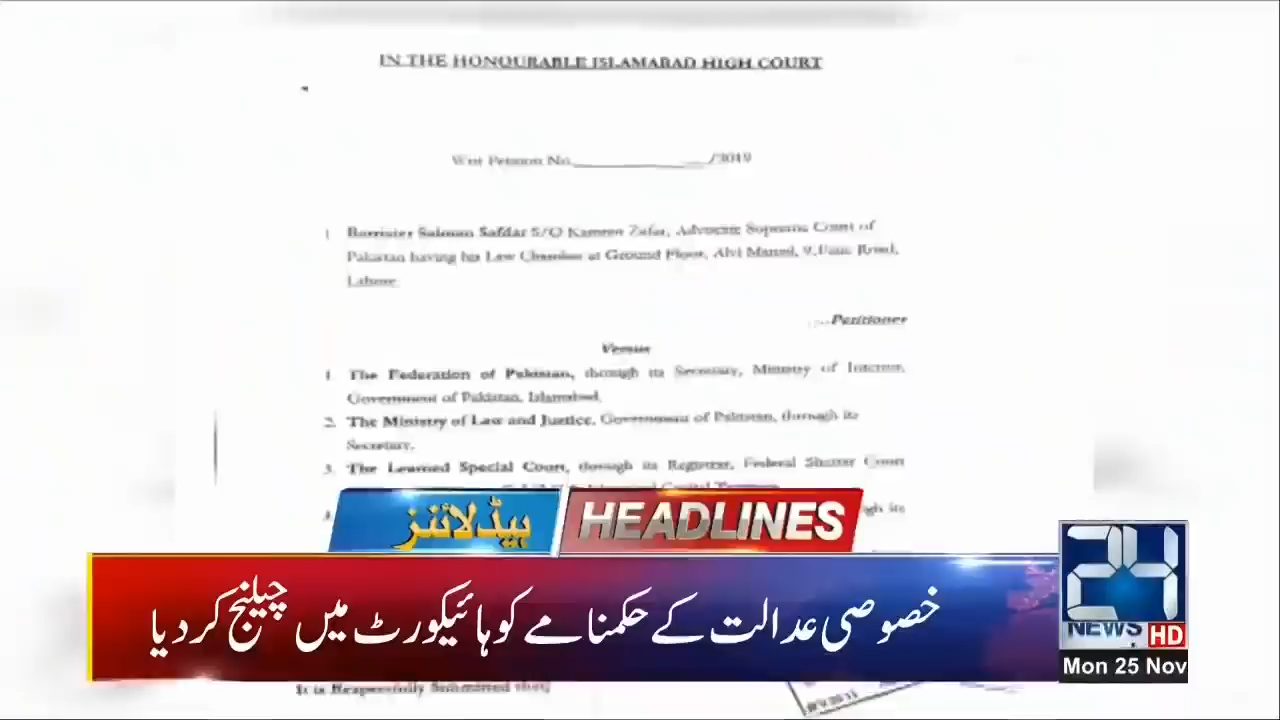 IN THE HONOURABLE ISLAMABAD HIGH COURT
Writ Petition No. /2019
1 Barrister Salman Safdar S/O Kamran Zafar, Advocate Supreme Court of
Pakistan having his Law Chamber at Ground Floor, Alvi Manzil, 9, Fane Road,
Lahore.
....Petitioner
Versus
1 The Federation of Pakistan, through its Secretary, Ministry of Interior,
Government of Pakistan, Islamabad.
2. The Ministry of Law and Justice, Government of Pakistan, through its
Secretary.
3. The Learned Special Court, through its Registrar, Federal Shariat Court
through its
ہیڈلائنز
HEADLINES
خصوصی عدالت کے حکمنامے کو ہائیکورٹ میں چیلنج کر دیا
24
NEWS HD
Mon 25 Nov
It is Respectfully Submitted that;